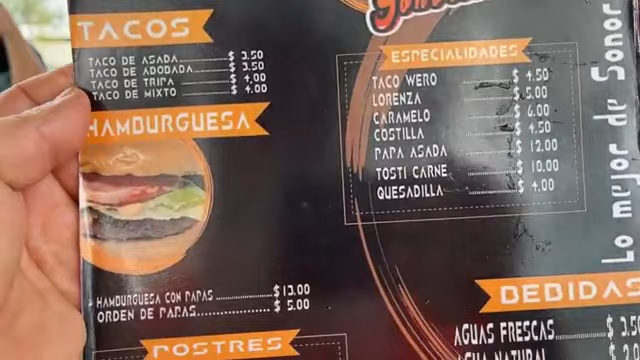 TACOS
TACO DE ASADA $ 3.50
TACO DE ADOBADA $ 3.50
TACO DE TRIPA $ 4.00
TACO DE MIXTO $ 4.00
HAMBURGUESA
HAMBURGUESA CON PAPAS $13.00
ORDEN DE PAPAS $ 5.00
POSTRES
ESPECIALIDADES
TACO WERO $ 4.50
LORENZA $ 5.00
CARAMELO $ 6.00
COSTILLA $ 4.50
PAPA ASADA $ 12.00
TOSTI CARNE $ 10.00
QUESADILLA $ 4.00
Lo mejor de Sonor
BEBIDAS
AGUAS FRESCAS $ 3.50